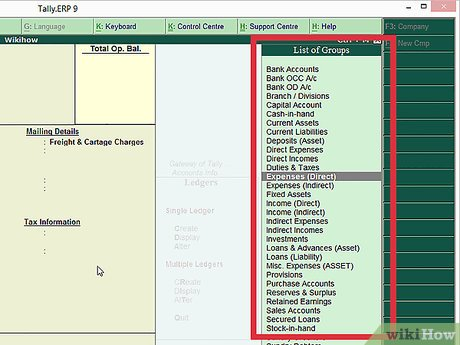 Tally.ERP 9
G: Language
K: Keyboard
K: Control Centre
H: Support Centre
H: Help
F3: Company
New Cmp
Wikihow
Total Op. Bal.
Mailing Details
: Freight & Cartage Charges
:
:
:
Tax Information
:
:
Gateway of Tally ...
Accounts Info.
Ledgers
Single Ledger
Create
Display
Alter
Multiple Ledgers
CReate
Display
AlTer
Quit
List of Groups
Bank Accounts
Bank OCC A/c
Bank OD A/c
Branch / Divisions
Capital Account
Cash-in-hand
Current Assets
Current Liabilities
Deposits (Asset)
Direct Expenses
Direct Incomes
Duties & Taxes
Expenses (Direct)
Expenses (Indirect)
Fixed Assets
Income (Direct)
Income (Indirect)
Indirect Expenses
Indirect Incomes
Investments
Loans & Advances (Asset)
Loans (Liability)
Misc. Expenses (ASSET)
Provisions
Purchase Accounts
Reserves & Surplus
Retained Earnings
Sales Accounts
Secured Loans
Stock-in-hand
wikiHow